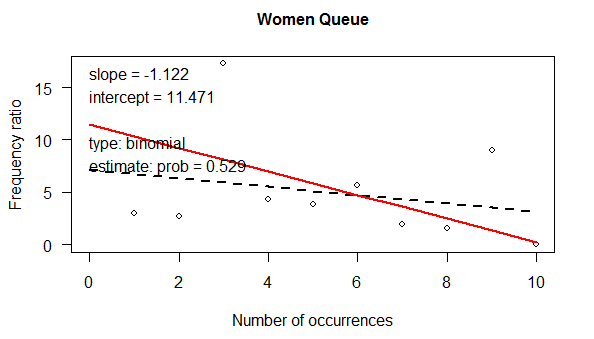 Women Queue
slope = -1.122
intercept = 11.471
type: binomial
estimate: prob = 0.529
Frequency ratio
15
10
5
0
0 2 4 6 8 10
Number of occurrences